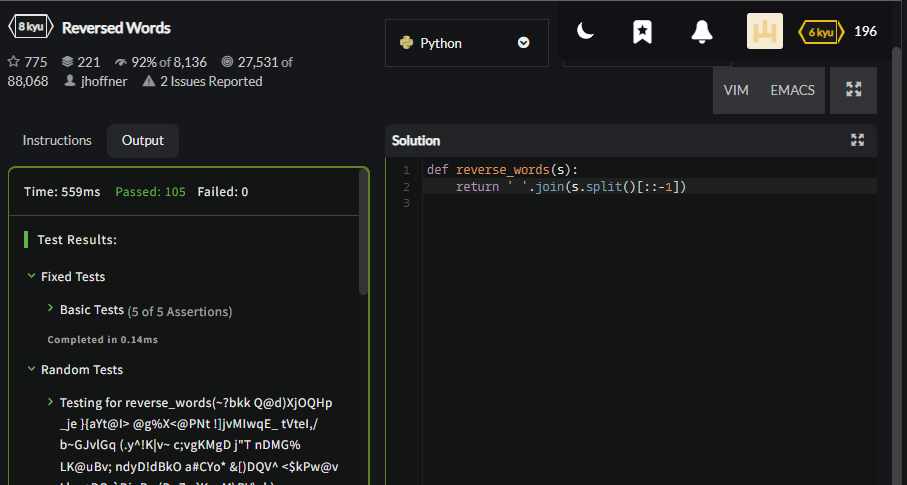 8 kyu Reversed Words
775 221 92% of 8,136 27,531 of
88,068 jhoffner 2 Issues Reported
Python
6 kyu 196
VIM EMACS
Instructions Output
Time: 559ms Passed: 105 Failed: 0
Test Results:
Fixed Tests
Basic Tests (5 of 5 Assertions)
Completed in 0.14ms
Random Tests
Testing for reverse_words(~?bkk Q@d)XjOQHp
_je }{aYt@I> @g%X<@PNt !]jvMIwqE_ tVteI,/
b~GJvlGq (.y^!K|v~ c;vgKMgD j"T nDMG%
LK@uBv; ndyD!dBkO a#CYo* &[)DQV^ <$kPw@v
Solution
1 def reverse_words(s):
2     return ' '.join(s.split()[::-1])
3